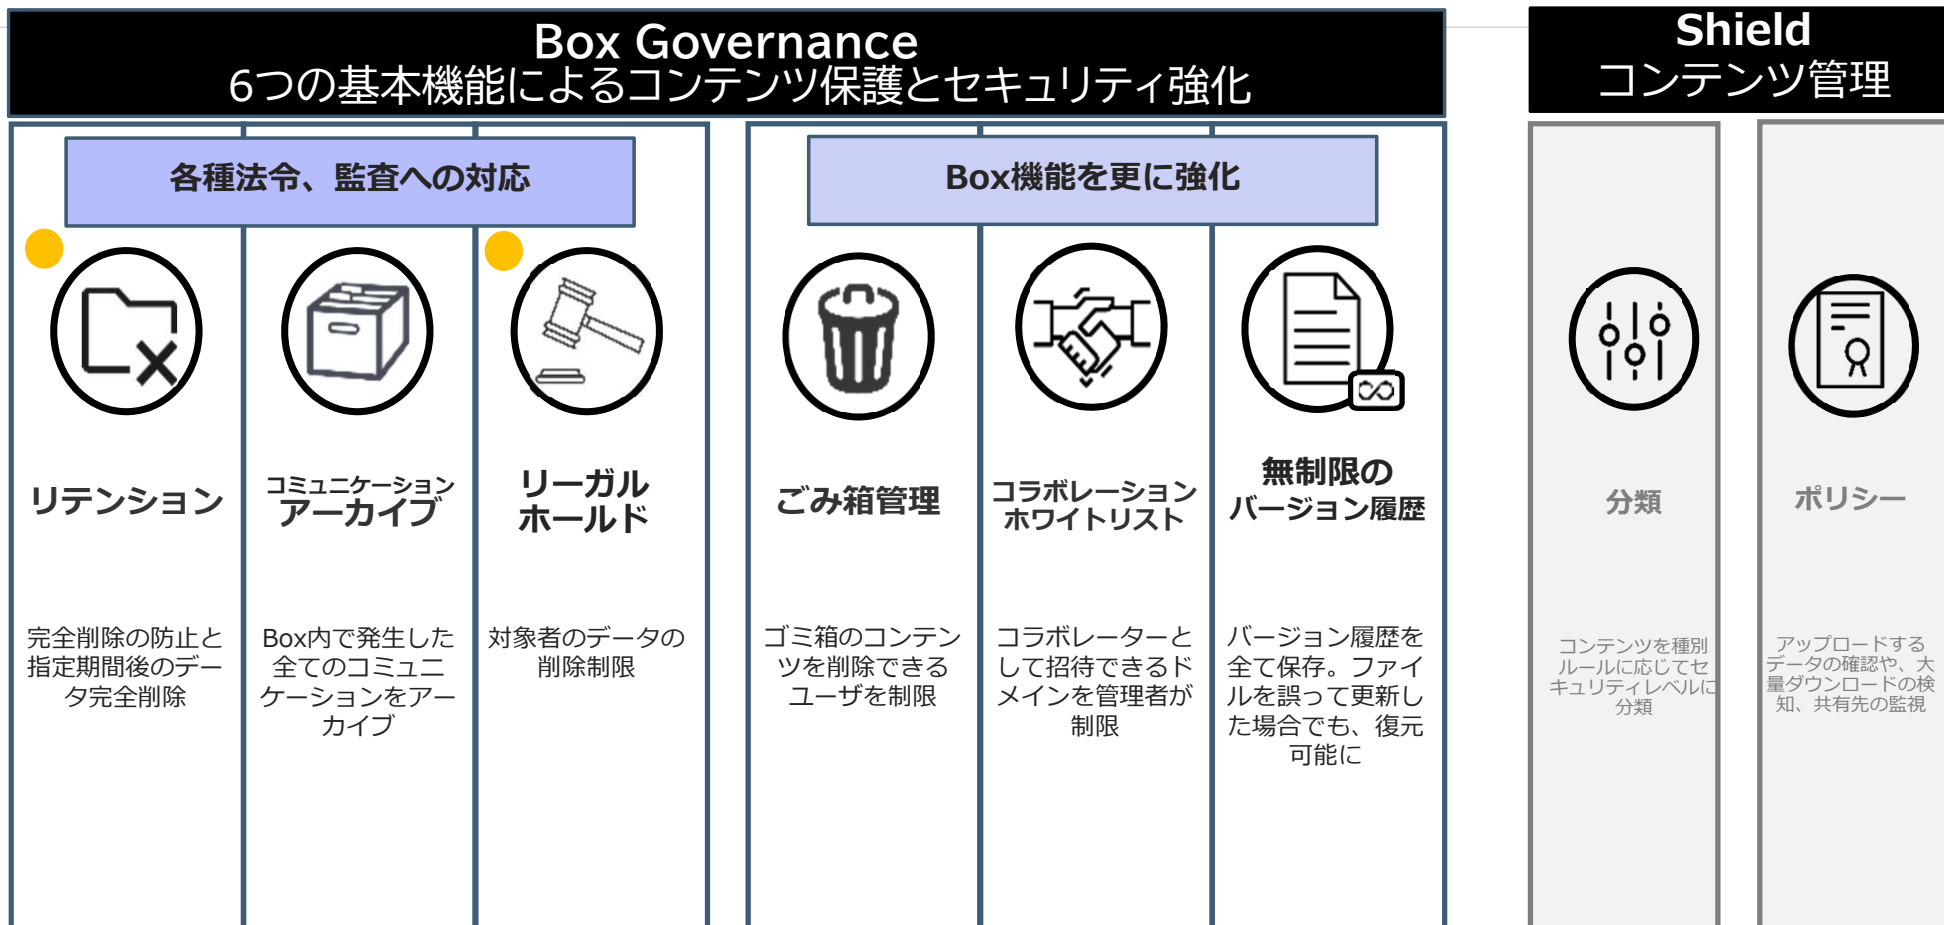 Box Governance
6つの基本機能によるコンテンツ保護とセキュリティ強化
各種法令、監査への対応
リテンション
完全削除の防止と
指定期間後のデー
タ完全削除
コミュニケーション
アーカイブ
Box内で発生した
全てのコミュニ
ケーションをアー
カイブ
リーガル
ホールド
対象者のデータの
削除制限
Box機能を更に強化
ごみ箱管理
ゴミ箱のコンテン
ツを削除できる
ユーザを制限
コラボレーション
ホワイトリスト
コラボレーターと
して招待できるド
メインを管理者が
制限
無制限の
バージョン履歴
バージョン履歴を
全て保存。ファイ
ルを誤って更新し
た場合でも、復元
可能に
Shield
コンテンツ管理
分類
コンテンツを種別
ルールに応じてセ
キュリティレベルに
分類
ポリシー
アップロードする
データの確認や、大
量ダウンロードの検
知、共有先の監視